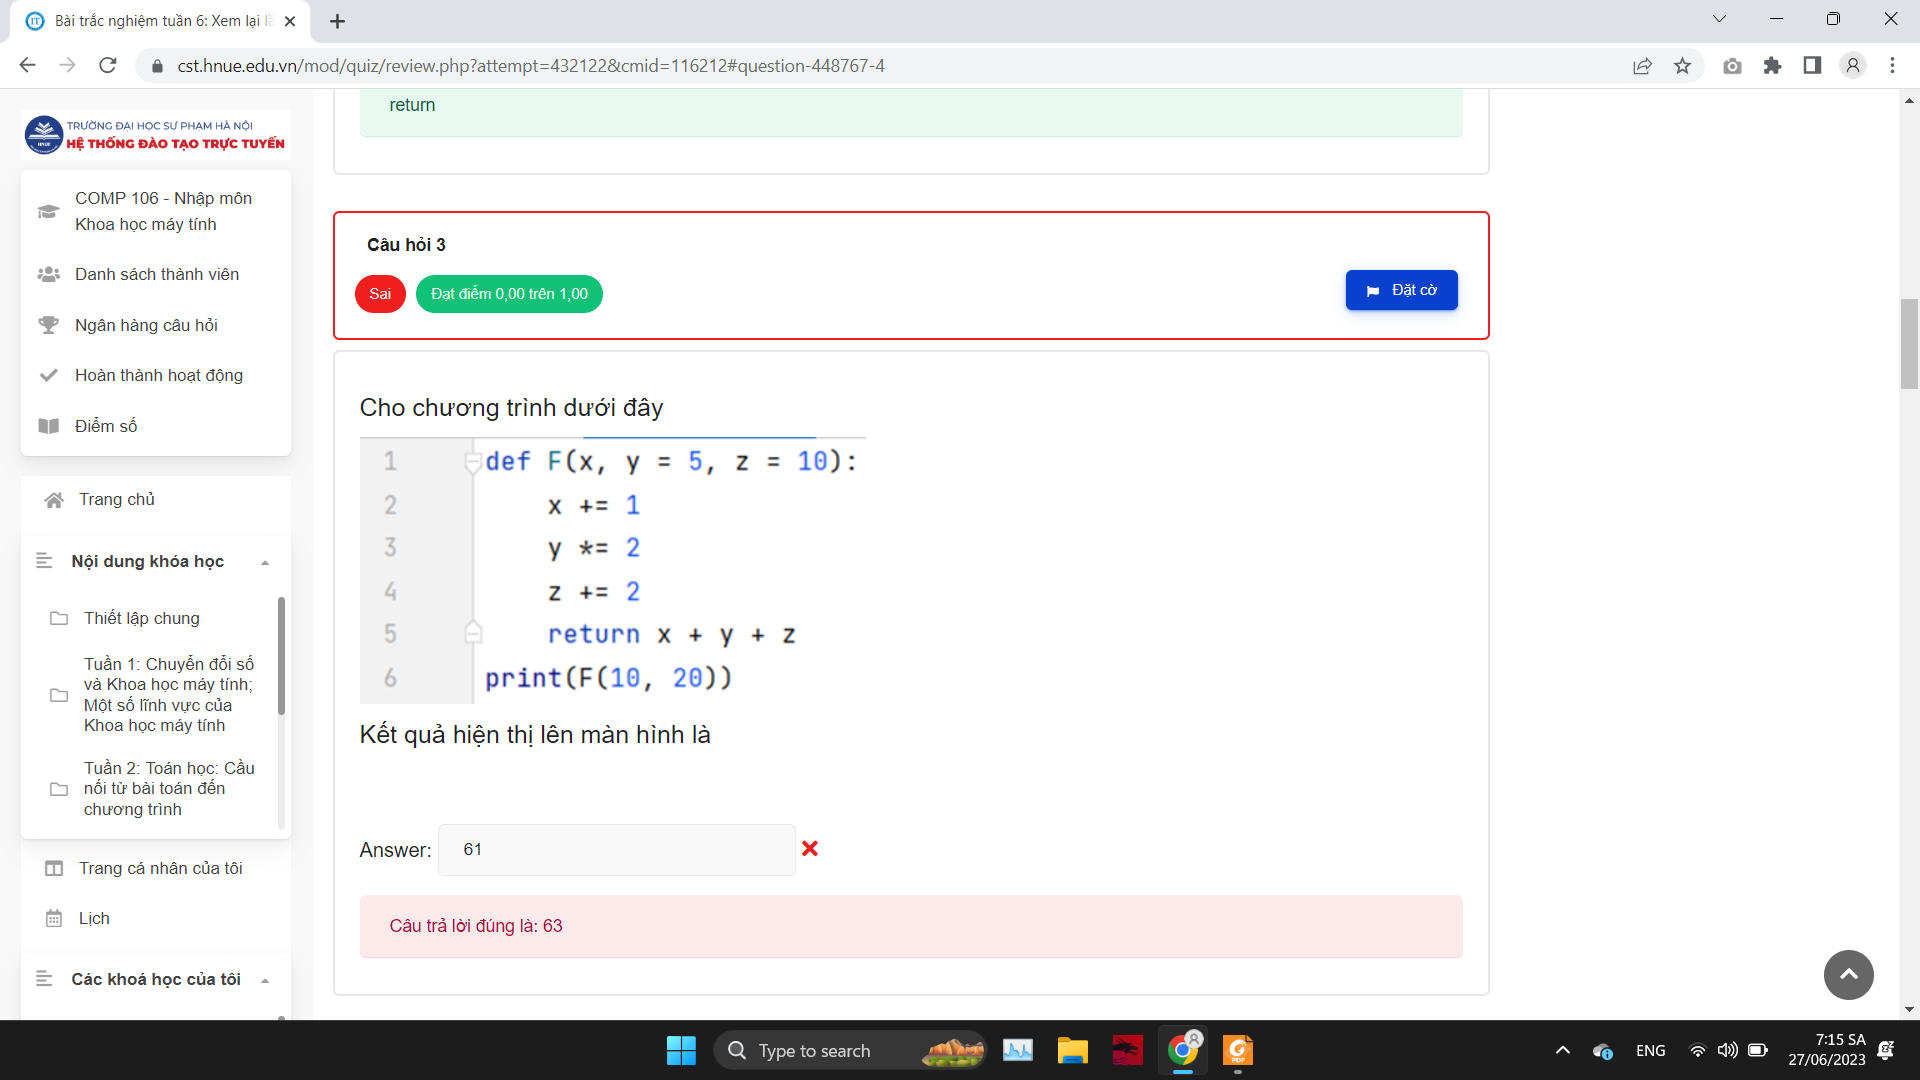 Bài trắc nghiệm tuần 6: Xem lại lầ
cst.hnue.edu.vn/mod/quiz/review.php?attempt=432122&cmid=116212#question-448767-4
TRƯỜNG ĐẠI HỌC SƯ PHẠM HÀ NỘI
HỆ THỐNG ĐÀO TẠO TRỰC TUYẾN
COMP 106 - Nhập môn
Khoa học máy tính
Danh sách thành viên
Ngân hàng câu hỏi
Hoàn thành hoạt động
Điểm số
Trang chủ
Nội dung khóa học
Thiết lập chung
Tuần 1: Chuyển đổi số
và Khoa học máy tính;
Một số lĩnh vực của
Khoa học máy tính
Tuần 2: Toán học: Cầu
nối từ bài toán đến
chương trình
Trang cá nhân của tôi
Lịch
Các khoá học của tôi
return
Câu hỏi 3
Sai
Đạt điểm 0,00 trên 1,00
Đặt cờ
Cho chương trình dưới đây
1 def F(x, y = 5, z = 10):
2 x += 1
3 y *= 2
4 z += 2
5 return x + y + z
6 print(F(10, 20))
Kết quả hiện thị lên màn hình là
Answer: 61
Câu trả lời đúng là: 63
Type to search
ENG
7:15 SA
27/06/2023